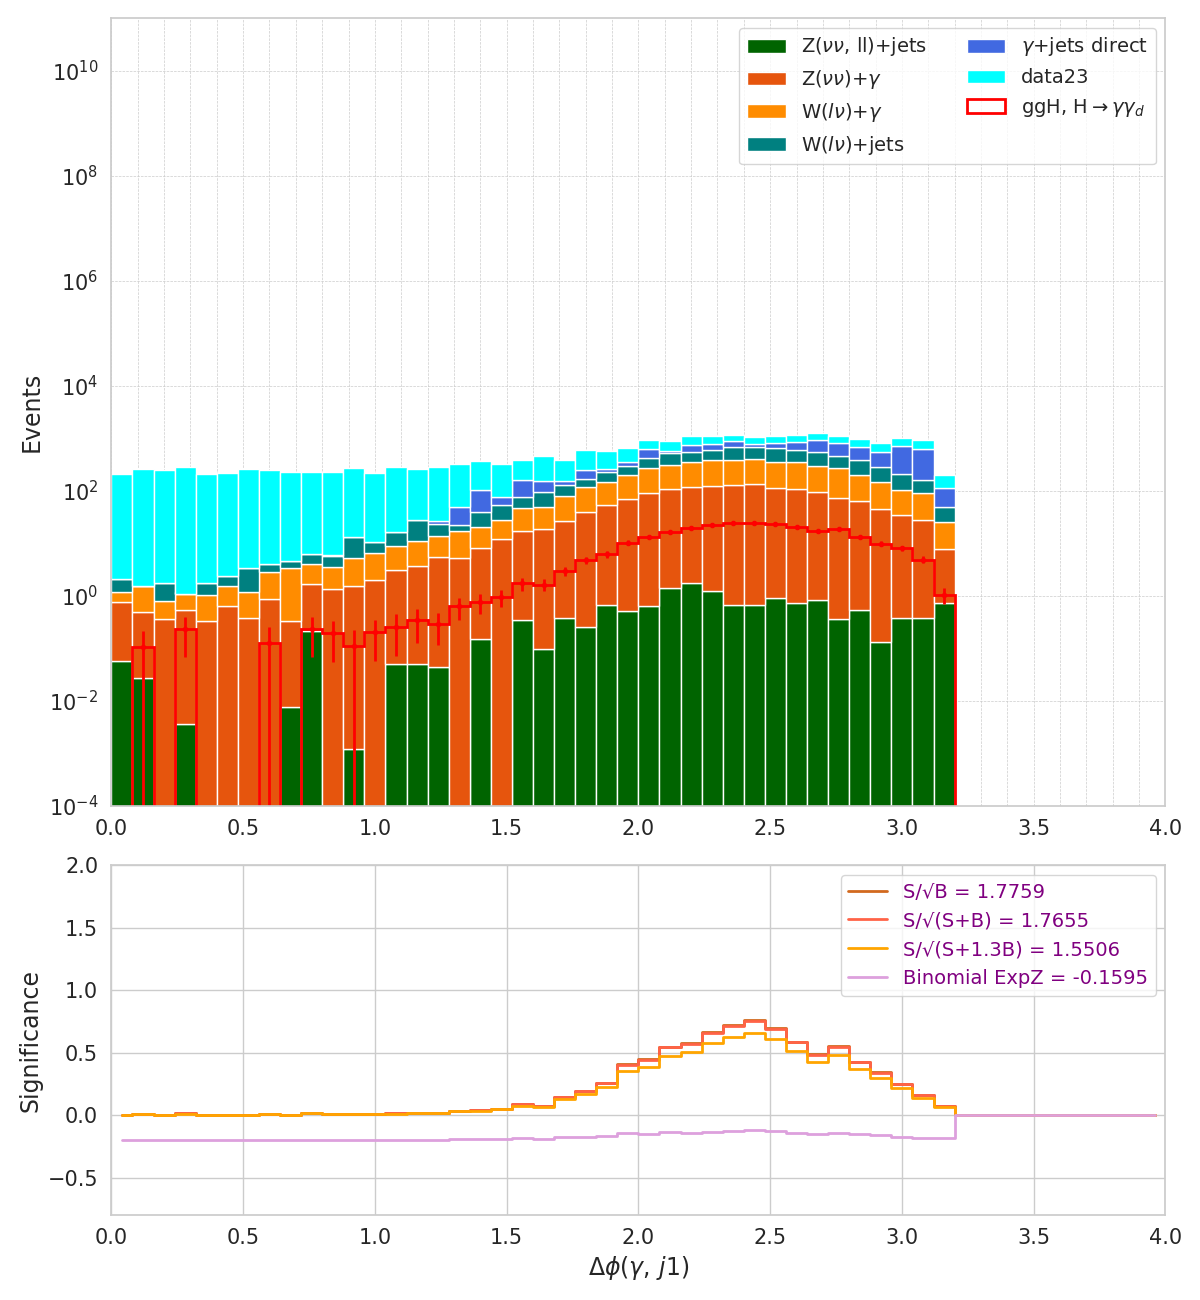 Z(νν, ll)+jets
Z(νν)+γ
W(lν)+γ
W(lν)+jets
γ+jets direct
data23
ggH, H→γγ_d
Events
10^10
10^8
10^6
10^4
10^2
10^0
10^−2
10^−4
0.0 0.5 1.0 1.5 2.0 2.5 3.0 3.5 4.0
Significance
2.0
1.5
1.0
0.5
0.0
−0.5
S/√B = 1.7759
S/√(S+B) = 1.7655
S/√(S+1.3B) = 1.5506
Binomial ExpZ = -0.1595
0.0 0.5 1.0 1.5 2.0 2.5 3.0 3.5 4.0
Δϕ(γ, j1)